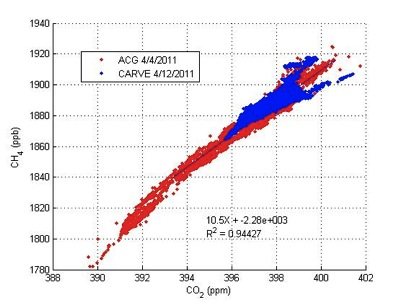 1940
1920
ACG 4/4/2011
CARVE 4/12/2011
1900
1880
CH4 (ppb)
1860
1840
1820
10.5X + -2.28e+003
R2 = 0.94427
1800
1780
388 390 392 394 396 398 400 402
CO2 (ppm)